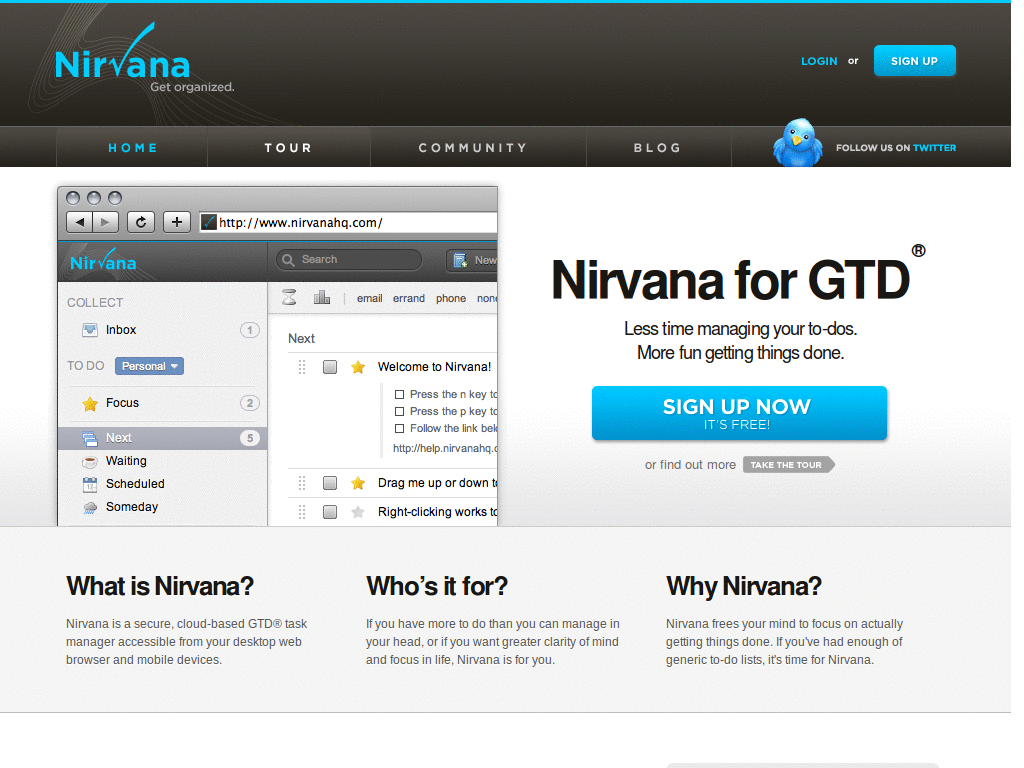 Nirvana
Get organized.
LOGIN or SIGN UP
HOME TOUR COMMUNITY BLOG FOLLOW US ON TWITTER
http://www.nirvanahq.com/
Nirvana
Search
New
COLLECT
Inbox 1
TO DO Personal
Focus 2
Next 5
Waiting
Scheduled
Someday
email errand phone none
Next
Welcome to Nirvana!
Press the n key to
Press the p key to
Follow the link belo
http://help.nirvanahq.c
Drag me up or down to
Right-clicking works to
Nirvana for GTD®
Less time managing your to-dos.
More fun getting things done.
SIGN UP NOW
IT'S FREE!
or find out more TAKE THE TOUR
What is Nirvana?
Nirvana is a secure, cloud-based GTD® task
manager accessible from your desktop web
browser and mobile devices.
Who's it for?
If you have more to do than you can manage in
your head, or if you want greater clarity of mind
and focus in life, Nirvana is for you.
Why Nirvana?
Nirvana frees your mind to focus on actually
getting things done. If you've had enough of
generic to-do lists, it's time for Nirvana.